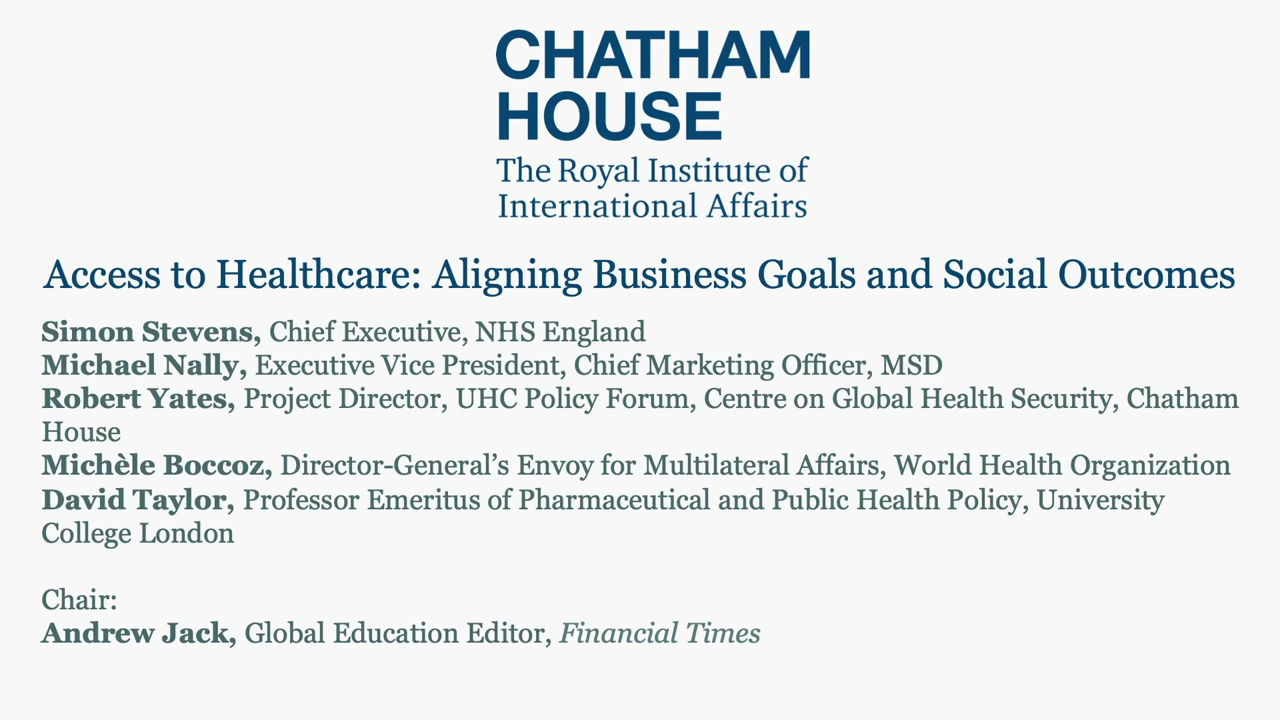 CHATHAM
HOUSE
The Royal Institute of
International Affairs
Access to Healthcare: Aligning Business Goals and Social Outcomes
Simon Stevens, Chief Executive, NHS England
Michael Nally, Executive Vice President, Chief Marketing Officer, MSD
Robert Yates, Project Director, UHC Policy Forum, Centre on Global Health Security, Chatham
House
Michèle Boccoz, Director-General’s Envoy for Multilateral Affairs, World Health Organization
David Taylor, Professor Emeritus of Pharmaceutical and Public Health Policy, University
College London
Chair:
Andrew Jack, Global Education Editor, Financial Times